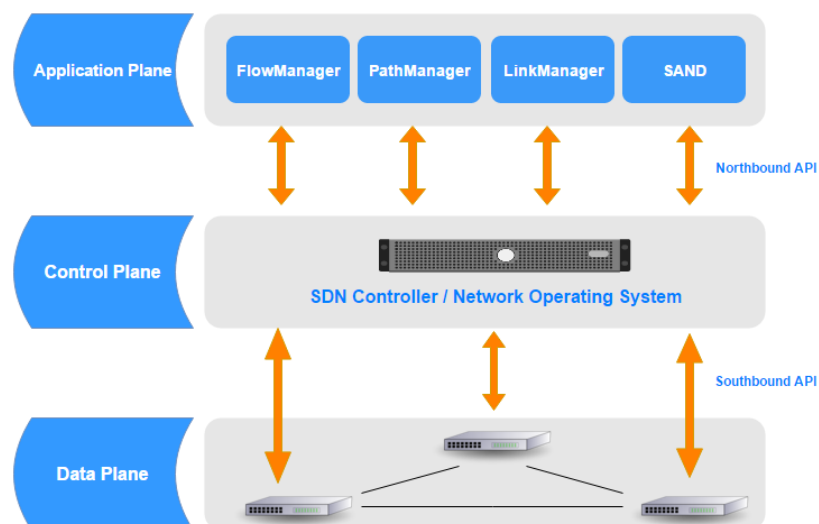 Application Plane
FlowManager
PathManager
LinkManager
SAND
Northbound API
Control Plane
SDN Controller / Network Operating System
Southbound API
Data Plane